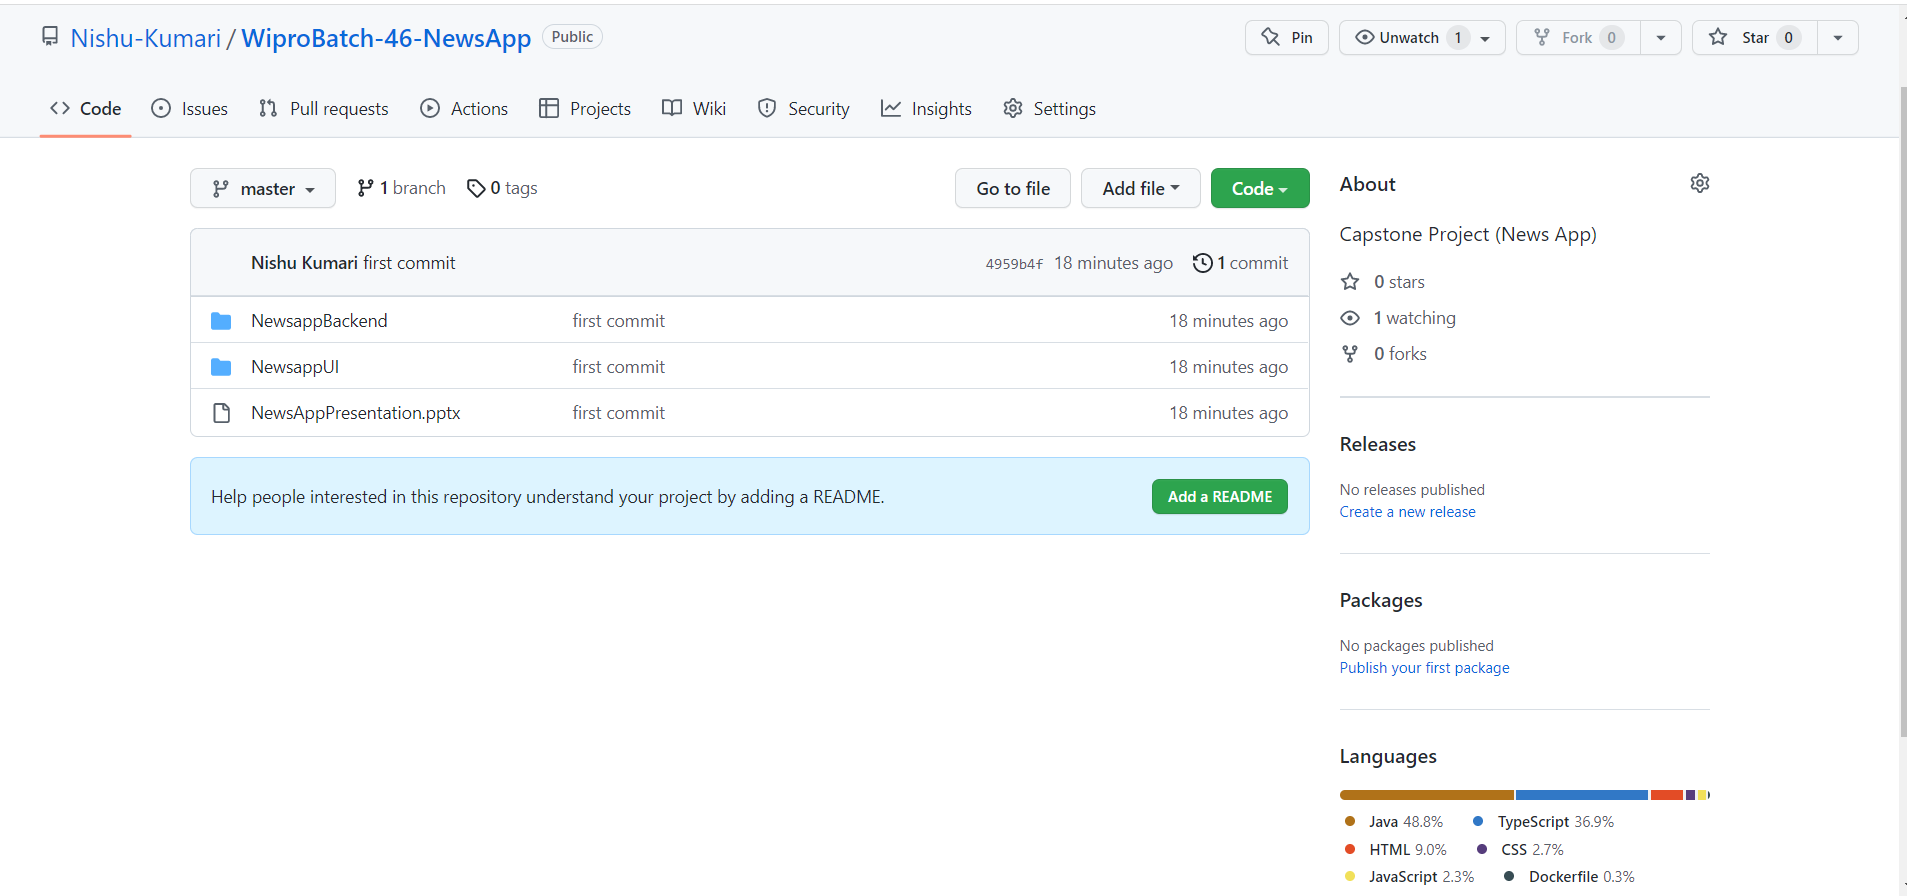 Nishu-Kumari / WiproBatch-46-NewsApp Public
Pin Unwatch 1 Fork 0 Star 0
Code Issues Pull requests Actions Projects Wiki Security Insights Settings
master 1 branch 0 tags Go to file Add file Code
Nishu Kumari first commit 4959b4f 18 minutes ago 1 commit
NewsappBackend first commit 18 minutes ago
NewsappUI first commit 18 minutes ago
NewsAppPresentation.pptx first commit 18 minutes ago
Help people interested in this repository understand your project by adding a README. Add a README
About
Capstone Project (News App)
0 stars
1 watching
0 forks
Releases
No releases published
Create a new release
Packages
No packages published
Publish your first package
Languages
Java 48.8% TypeScript 36.9%
HTML 9.0% CSS 2.7%
JavaScript 2.3% Dockerfile 0.3%